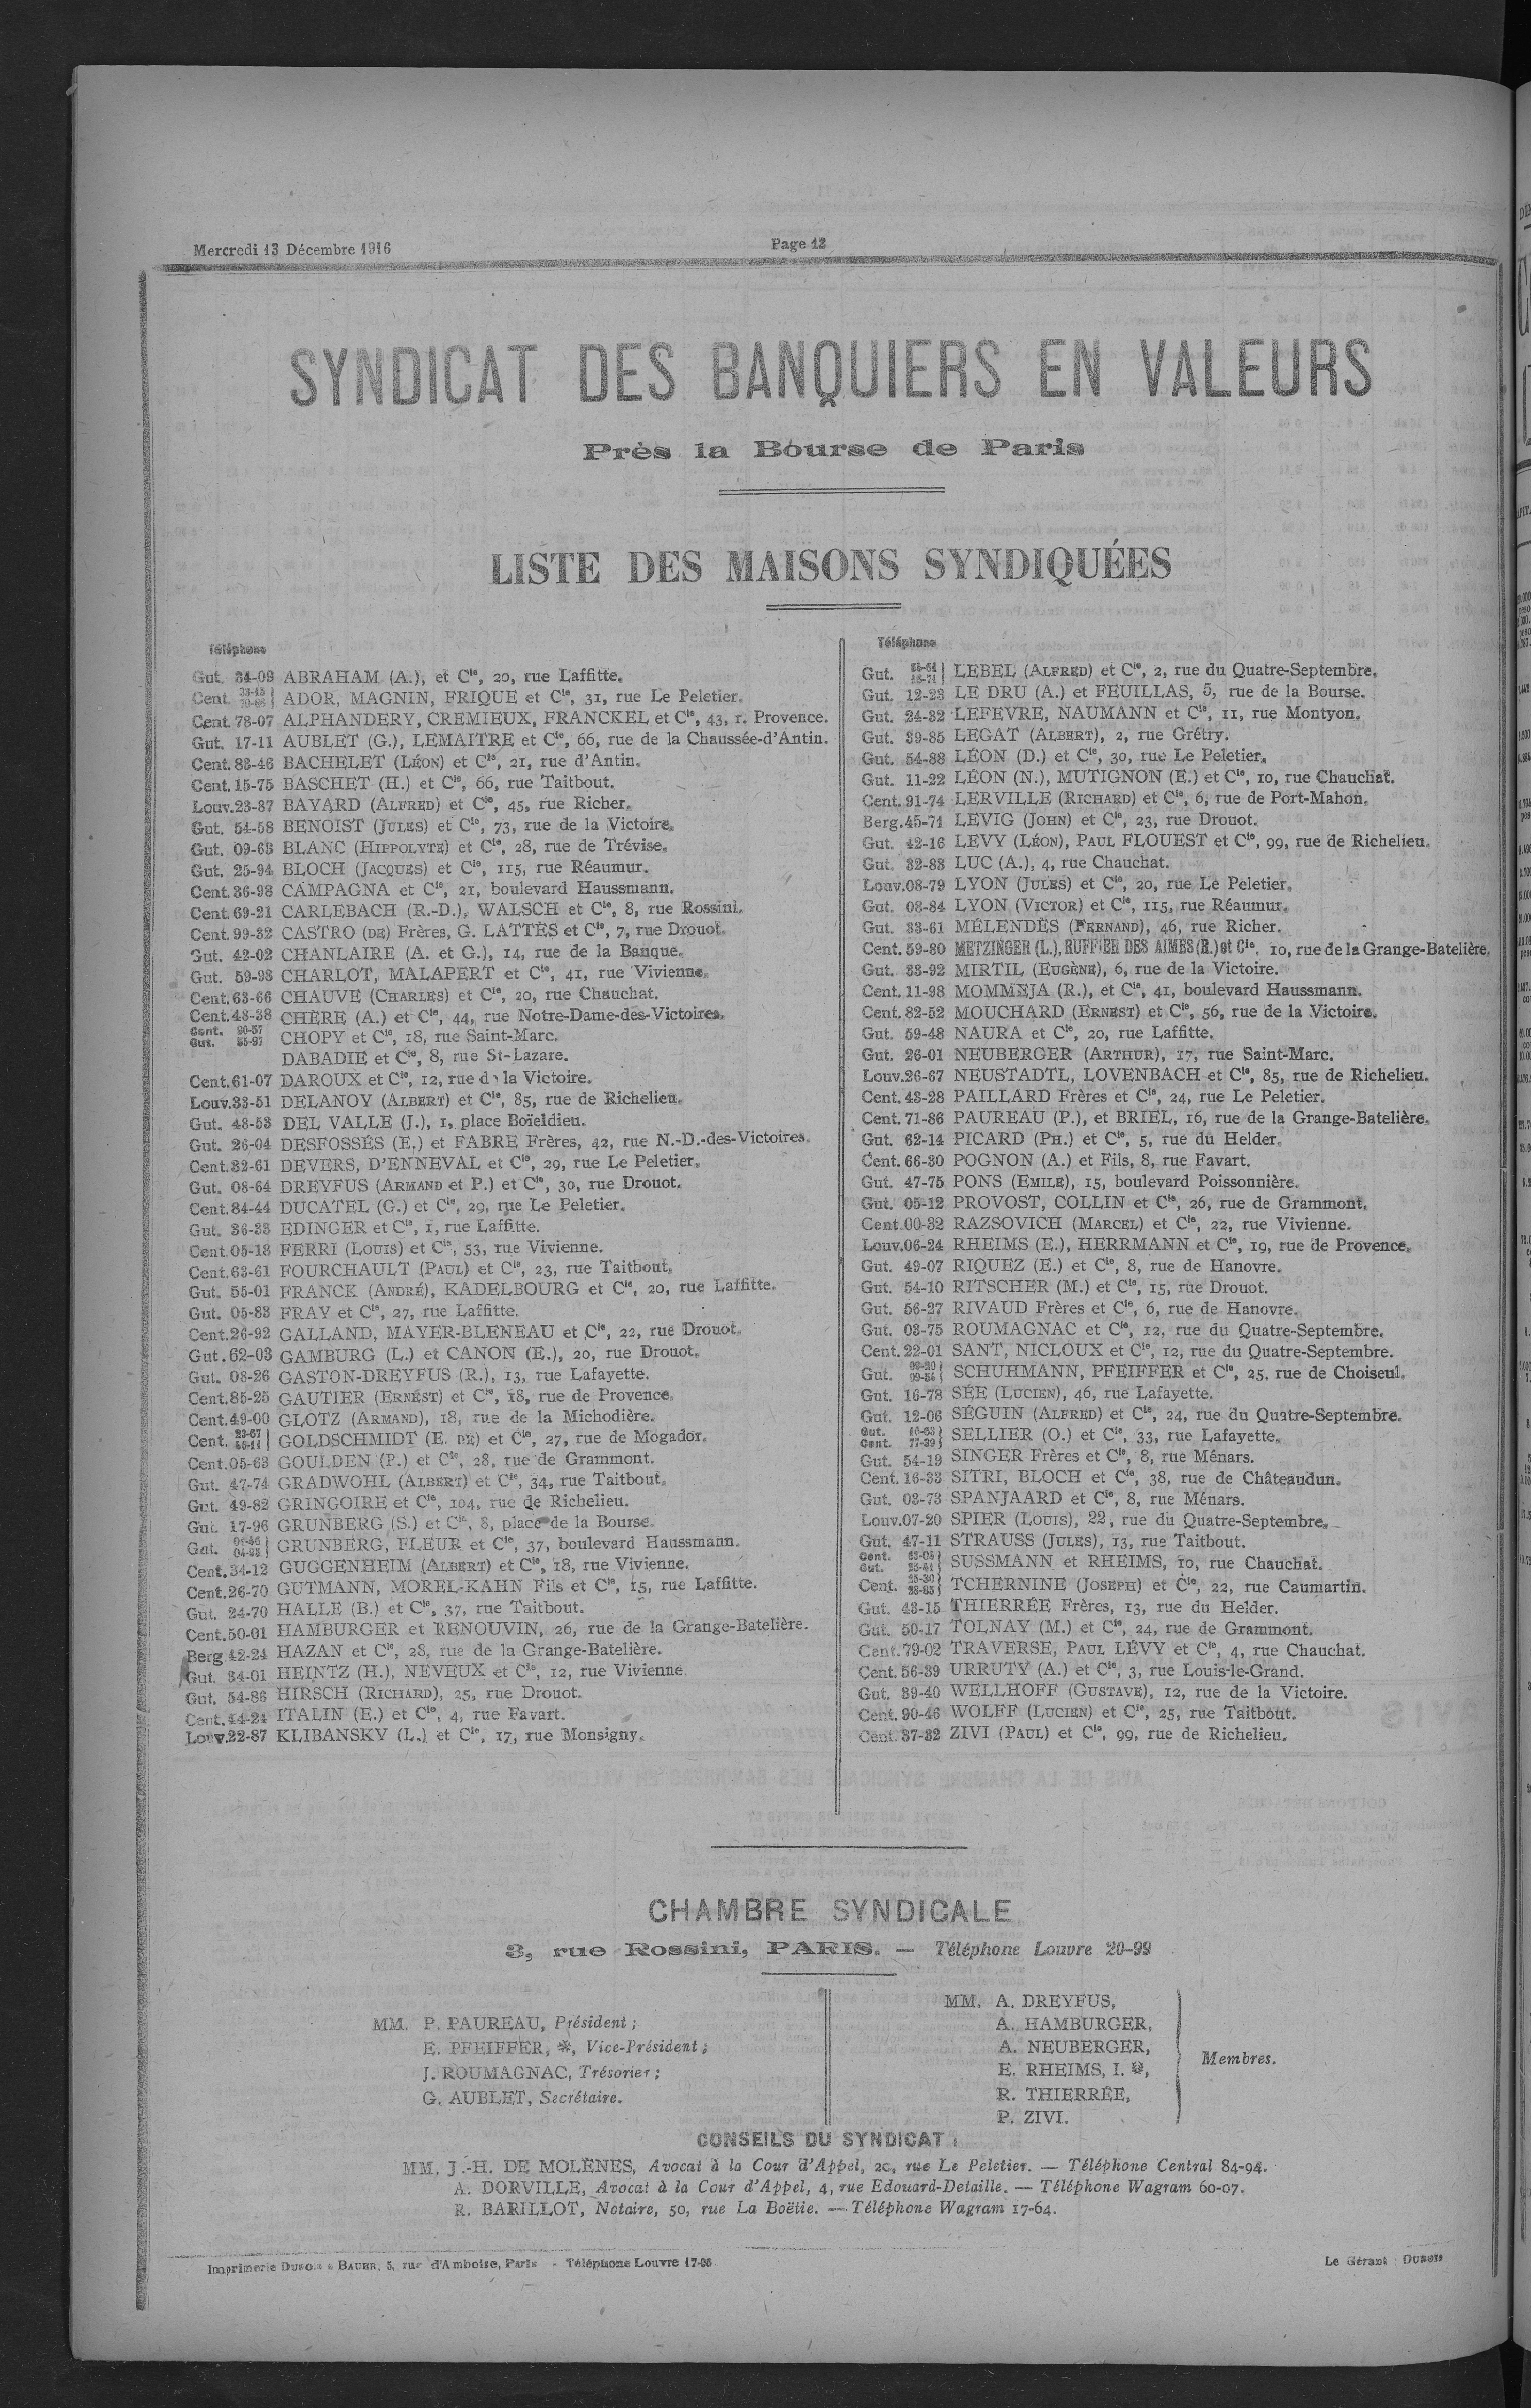 Mercredi 13 Décembre 1916
Page 12
SYNDICAT DES BANQUIERS EN VALEURS
Près la Bourse de Paris
LISTE DES MAISONS SYNDIQUÉES
Téléphone
Gut. 34-09 ABRAHAM (A.), et Cie, 20, rue Laffitte.
Cent. ADOR, MAGNIN, FRIQUE et Cie, 31, rue Le Peletier.
Cent. 78-07 ALPHANDERY, CREMIEUX, FRANCKEL et Cie, 43, r. Provence.
Gut. 17-11 AUBLET (G.), LEMAITRE et Cie, 66, rue de la Chaussée-d'Antin.
Cent. 83-46 BACHELET (LÉON) et Cie, 21, rue d'Antin.
Cent. 15-75 BASCHET (H.) et Cie, 66, rue Taitbout.
Louv. 23-87 BAYARD (ALFRED) et Cie, 45, rue Richer.
Gut. 54-58 BENOIST (JULES) et Cie, 73, rue de la Victoire.
Gut. 09-63 BLANC (HIPPOLYTE) et Cie, 28, rue de Trévise.
Gut. 25-94 BLOCH (JACQUES) et Cie, 115, rue Réaumur.
Cent. 36-98 CAMPAGNA et Cie, 21, boulevard Haussmann.
Cent. 69-21 CARLEBACH (R.-D.), WALSCH et Cie, 8, rue Rossini.
Cent. 99-32 CASTRO (DE) Frères, G. LATTÈS et Cie, 7, rue Drouot.
Gut. 42-02 CHANLAIRE (A. et G.), 14, rue de la Banque.
Gut. 59-93 CHARLOT, MALAPERT et Cie, 41, rue Vivienne.
Cent. 63-66 CHAUVE (CHARLES) et Cie, 20, rue Chauchat.
Cent. 48-38 CHÈRE (A.) et Cie, 44, rue Notre-Dame-des-Victoires.
Cent. 90-57 Gut. CHOPY et Cie, 18, rue Saint-Marc.
DABADIE et Cie, 8, rue St-Lazare.
Cent. 61-07 DAROUX et Cie, 12, rue de la Victoire.
Louv. 33-51 DELANOY (ALBERT) et Cie, 85, rue de Richelieu.
Gut. 48-53 DEL VALLE (J.), 1, place Boïeldieu.
Gut. 26-04 DESFOSSÉS (E.) et FABRE Frères, 42, rue N.-D.-des-Victoires.
Cent. 32-61 DEVERS, D'ENNEVAL et Cie, 29, rue Le Peletier.
Gut. 08-64 DREYFUS (ARMAND et P.) et Cie, 30, rue Drouot.
Cent. 84-44 DUCATEL (G.) et Cie, 29, rue Le Peletier.
Gut. 36-33 EDINGER et Cie, 1, rue Laffitte.
Cent. 05-18 FERRI (LOUIS) et Cie, 53, rue Vivienne.
Cent. 63-61 FOURCHAULT (PAUL) et Cie, 23, rue Taitbout.
Gut. 55-01 FRANCK (ANDRÉ), KADELBOURG et Cie, 20, rue Laffitte.
Gut. 05-83 FRAY et Cie, 27, rue Laffitte.
Cent. 26-92 GALLAND, MAYER-BLENEAU et Cie, 22, rue Drouot.
Gut. 62-03 GAMBURG (L.) et CANON (E.), 20, rue Drouot.
Gut. 08-26 GASTON-DREYFUS (R.), 13, rue Lafayette.
Cent. 85-25 GAUTIER (ERNEST) et Cie, 18, rue de Provence.
Cent. 49-00 GLOTZ (ARMAND), 18, rue de la Michodière.
Cent. GOLDSCHMIDT (E. DE) et Cie, 27, rue de Mogador.
Cent. 05-63 GOULDEN (P.) et Cie, 28, rue de Grammont.
Gut. 47-74 GRADWOHL (ALBERT) et Cie, 34, rue Taitbout.
Gut. 49-82 GRINGOIRE et Cie, 104, rue de Richelieu.
Gut. 17-96 GRUNBERG (S.) et Cie, 8, place de la Bourse.
Gut. GRUNBERG, FLEUR et Cie, 37, boulevard Haussmann.
Cent. 34-12 GUGGENHEIM (ALBERT) et Cie, 18, rue Vivienne.
Cent. 26-70 GUTMANN, MOREL-KAHN Fils et Cie, 15, rue Laffitte.
Gut. 24-70 HALLE (B.) et Cie, 37, rue Taitbout.
Cent. 50-01 HAMBURGER et RENOUVIN, 26, rue de la Grange-Batelière.
Berg 42-24 HAZAN et Cie, 28, rue de la Grange-Batelière.
Gut. 34-01 HEINTZ (H.), NEVEUX et Cie, 12, rue Vivienne
Gut. 54-86 HIRSCH (RICHARD), 25, rue Drouot.
Cent. ITALIN (E.) et Cie, 4, rue Favart.
Louv. 22-87 KLIBANSKY (L.) et Cie, 17, rue Monsigny.
Téléphone
Gut. LEBEL (ALFRED) et Cie, 2, rue du Quatre-Septembre.
Gut. 12-23 LE DRU (A.) et FEUILLAS, 5, rue de la Bourse.
Gut. 24-32 LEFEVRE, NAUMANN et Cie, 11, rue Montyon.
Gut. 39-85 LEGAT (ALBERT), 2, rue Grétry.
Gut. 54-88 LÉON (D.) et Cie, 30, rue Le Peletier.
Gut. 11-22 LÉON (N.), MUTIGNON (E.) et Cie, 10, rue Chauchat.
Cent. 91-74 LERVILLE (RICHARD) et Cie, 6, rue de Port-Mahon.
Berg. 45-71 LEVIG (JOHN) et Cie, 23, rue Drouot.
Gut. 42-16 LEVY (LÉON), PAUL FLOUEST et Cie, 99, rue de Richelieu.
Gut. 32-83 LUC (A.), 4, rue Chauchat.
Louv. 08-79 LYON (JULES) et Cie, 20, rue Le Peletier.
Gut. 08-84 LYON (VICTOR) et Cie, 115, rue Réaumur.
Gut. 33-61 MÉLENDÈS (FERNAND), 46, rue Richer.
Cent. 59-80 METZINGER (L.), RUFFIER DES AIMES (R.) et Cie, 10, rue de la Grange-Batelière.
Gut. 33-92 MIRTIL (EUGÈNE), 6, rue de la Victoire.
Cent. 11-98 MOMMEJA (R.), et Cie, 41, boulevard Haussmann.
Cent. 82-52 MOUCHARD (ERNEST) et Cie, 56, rue de la Victoire.
Gut. 59-48 NAURA et Cie, 20, rue Laffitte.
Gut. 26-01 NEUBERGER (ARTHUR), 17, rue Saint-Marc.
Louv. 26-67 NEUSTADTL, LOVENBACH et Cie, 85, rue de Richelieu.
Cent. 43-28 PAILLARD Frères et Cie, 24, rue Le Peletier.
Cent. 71-86 PAUREAU (P.), et BRIEL, 16, rue de la Grange-Batelière.
Gut. 62-14 PICARD (PH.) et Cie, 5, rue du Helder.
Cent. 66-30 POGNON (A.) et Fils, 8, rue Favart.
Gut. 47-75 PONS (EMILE), 15, boulevard Poissonnière.
Gut. 05-12 PROVOST, COLLIN et Cie, 26, rue de Grammont.
Cent. 00-32 RAZSOVICH (MARCEL) et Cie, 22, rue Vivienne.
Louv. 06-24 RHEIMS (E.), HERRMANN et Cie, 19, rue de Provence.
Gut. 49-07 RIQUEZ (E.) et Cie, 8, rue de Hanovre.
Gut. 54-10 RITSCHER (M.) et Cie, 15, rue Drouot.
Gut. 56-27 RIVAUD Frères et Cie, 6, rue de Hanovre.
Gut. 03-75 ROUMAGNAC et Cie, 12, rue du Quatre-Septembre.
Cent. 22-01 SANT, NICLOUX et Cie, 12, rue du Quatre-Septembre.
Gut. SCHUHMANN, PFEIFFER et Cie, 25, rue de Choiseul.
Gut. 16-78 SÉE (LUCIEN), 46, rue Lafayette.
Gut. 12-06 SÉGUIN (ALFRED) et Cie, 24, rue du Quatre-Septembre.
Gut. Cent. 77-39 SELLIER (O.) et Cie, 33, rue Lafayette.
Gut. 54-19 SINGER Frères et Cie, 8, rue Ménars.
Cent. 16-33 SITRI, BLOCH et Cie, 38, rue de Châteaudun.
Gut. 03-73 SPANJAARD et Cie, 8, rue Ménars.
Louv. 07-20 SPIER (LOUIS), 22, rue du Quatre-Septembre.
Gut. 47-11 STRAUSS (JULES), 13, rue Taitbout.
Cent. Gut. SUSSMANN et RHEIMS, 10, rue Chauchat.
Cent. TCHERNINE (JOSEPH) et Cie, 22, rue Caumartin.
Gut. 43-15 THIERRÉE Frères, 13, rue du Helder.
Gut. 50-17 TOLNAY (M.) et Cie, 24, rue de Grammont.
Cent. 79-02 TRAVERSE, PAUL LÉVY et Cie, 4, rue Chauchat.
Cent. 56-39 URRUTY (A.) et Cie, 3, rue Louis-le-Grand.
Gut. 39-40 WELLHOFF (GUSTAVE), 12, rue de la Victoire.
Cent. 90-46 WOLFF (LUCIEN) et Cie, 25, rue Taitbout.
Cent. 37-32 ZIVI (PAUL) et Cie, 99, rue de Richelieu.
CHAMBRE SYNDICALE
3, rue Rossini, PARIS. — Téléphone Louvre 20-99
MM. P. PAUREAU, Président ;
E. PFEIFFER, ✻, Vice-Président ;
J. ROUMAGNAC, Trésorier ;
G. AUBLET, Secrétaire.
MM. A. DREYFUS,
A. HAMBURGER,
A. NEUBERGER,
E. RHEIMS, I. ✻,
R. THIERRÉE,
P. ZIVI.
Membres.
CONSEILS DU SYNDICAT :
MM. J.-H. DE MOLÈNES, Avocat à la Cour d'Appel, 20, rue Le Peletier. — Téléphone Central 84-94.
A. DORVILLE, Avocat à la Cour d'Appel, 4, rue Edouard-Detaille. — Téléphone Wagram 60-07.
R. BARILLOT, Notaire, 50, rue La Boëtie. — Téléphone Wagram 17-64.
Imprimerie DUBOIS & BAUER, 5, rue d'Amboise, Paris - Téléphone Louvre 17-06
Le Gérant : DUBOIS